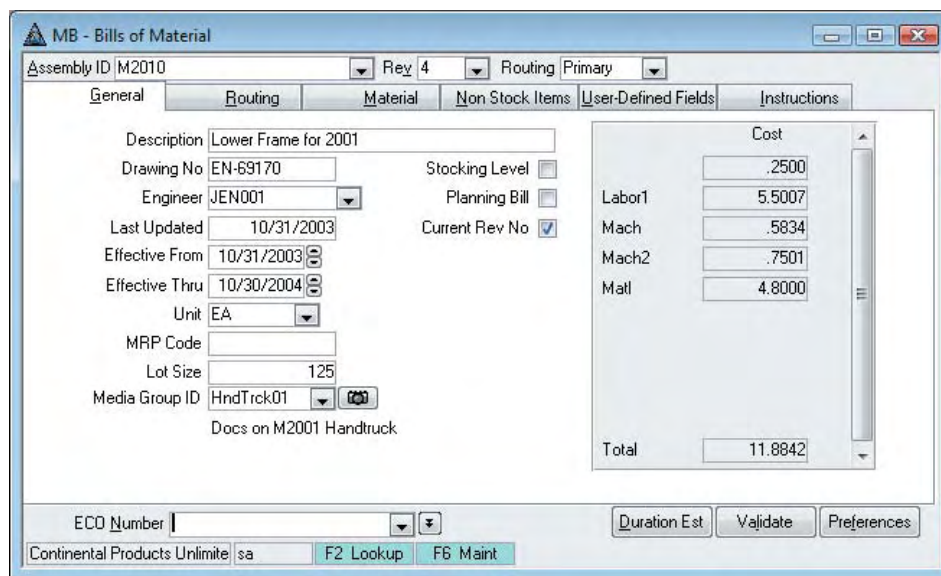 MB - Bills of Material
Assembly ID M2010 Rev 4 Routing Primary
General Routing Material Non Stock Items User-Defined Fields Instructions
Cost
Description Lower Frame for 2001
.2500
Drawing No EN-69170 Stocking Level
Engineer JEN001 Planning Bill Labor1 5.5007
Last Updated 10/31/2003 Current Rev No Mach .5834
Effective From 10/31/2003 Mach2 .7501
Effective Thru 10/30/2004 Matl 4.8000
Unit EA
MRP Code
Lot Size 125
Media Group ID HndTrck01
Docs on M2001 Handtruck
Total 11.8842
ECO Number Duration Est Validate Preferences
Continental Products Unlimite sa F2 Lookup F6 Maint